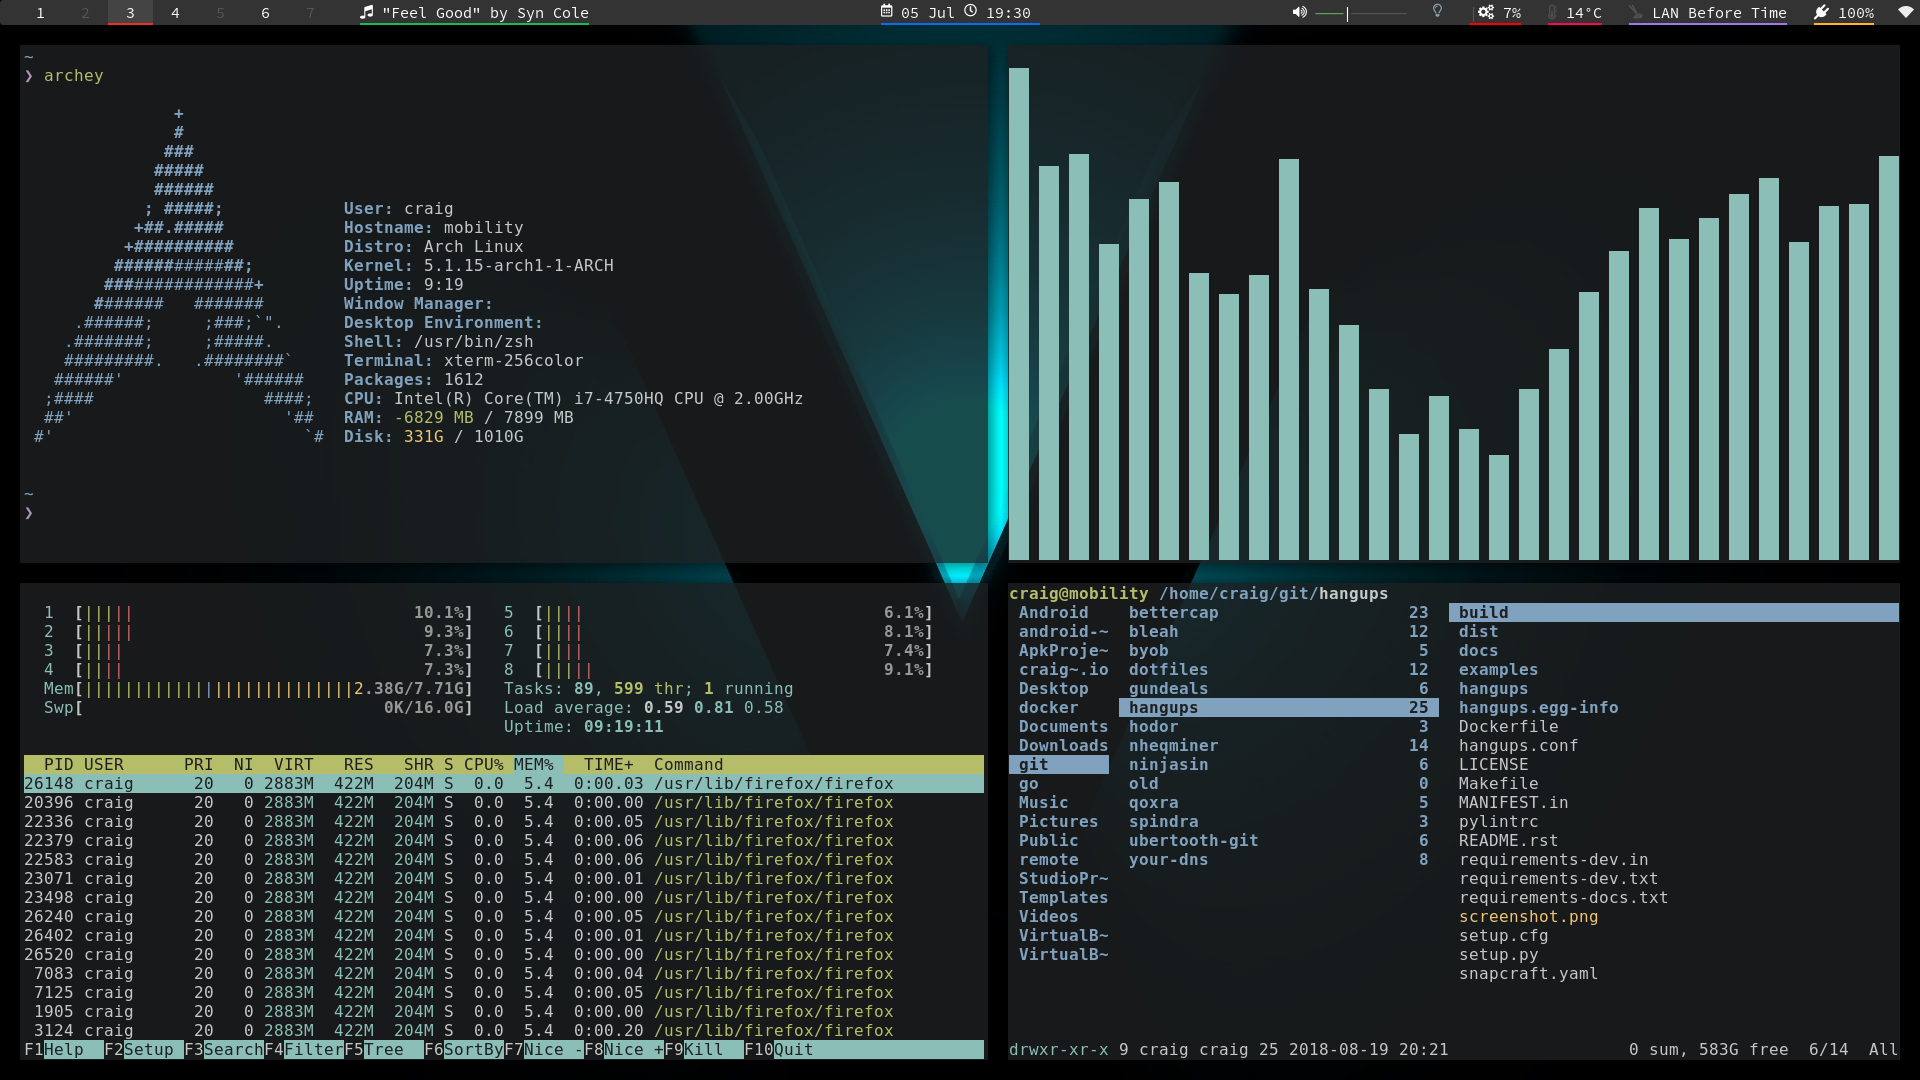 1 2 3 4 5 6 7 "Feel Good" by Syn Cole 05 Jul 19:30 7% 14°C LAN Before Time 100%
~
❯ archey
+
#
###
#####
######
; #####;
+##.#####
+##########
#############;
###############+
#######   #######
.######;     ;###;`".
.#######;     ;#####.
#########.   .########`
######'           '######
;####                 ####;
##'                     '##
#'                         `#
User: craig
Hostname: mobility
Distro: Arch Linux
Kernel: 5.1.15-arch1-1-ARCH
Uptime: 9:19
Window Manager:
Desktop Environment:
Shell: /usr/bin/zsh
Terminal: xterm-256color
Packages: 1612
CPU: Intel(R) Core(TM) i7-4750HQ CPU @ 2.00GHz
RAM: -6829 MB / 7899 MB
Disk: 331G / 1010G
~
❯
1 [||||| 10.1%] 5 [|||| 6.1%]
2 [||||| 9.3%] 6 [|||| 8.1%]
3 [|||| 7.3%] 7 [|||| 7.4%]
4 [|||| 7.3%] 8 [||||| 9.1%]
Mem[|||||||||||||||||||||||||||2.38G/7.71G] Tasks: 89, 599 thr; 1 running
Swp[ 0K/16.0G] Load average: 0.59 0.81 0.58
Uptime: 09:19:11
PID USER PRI NI VIRT RES SHR S CPU% MEM% TIME+ Command
26148 craig 20 0 2883M 422M 204M S 0.0 5.4 0:00.03 /usr/lib/firefox/firefox
20396 craig 20 0 2883M 422M 204M S 0.0 5.4 0:00.00 /usr/lib/firefox/firefox
22336 craig 20 0 2883M 422M 204M S 0.0 5.4 0:00.05 /usr/lib/firefox/firefox
22379 craig 20 0 2883M 422M 204M S 0.0 5.4 0:00.06 /usr/lib/firefox/firefox
22583 craig 20 0 2883M 422M 204M S 0.0 5.4 0:00.06 /usr/lib/firefox/firefox
23071 craig 20 0 2883M 422M 204M S 0.0 5.4 0:00.01 /usr/lib/firefox/firefox
23498 craig 20 0 2883M 422M 204M S 0.0 5.4 0:00.00 /usr/lib/firefox/firefox
26240 craig 20 0 2883M 422M 204M S 0.0 5.4 0:00.05 /usr/lib/firefox/firefox
26402 craig 20 0 2883M 422M 204M S 0.0 5.4 0:00.01 /usr/lib/firefox/firefox
26520 craig 20 0 2883M 422M 204M S 0.0 5.4 0:00.00 /usr/lib/firefox/firefox
7083 craig 20 0 2883M 422M 204M S 0.0 5.4 0:00.04 /usr/lib/firefox/firefox
7125 craig 20 0 2883M 422M 204M S 0.0 5.4 0:00.05 /usr/lib/firefox/firefox
1905 craig 20 0 2883M 422M 204M S 0.0 5.4 0:00.00 /usr/lib/firefox/firefox
3124 craig 20 0 2883M 422M 204M S 0.0 5.4 0:00.20 /usr/lib/firefox/firefox
F1Help F2Setup F3SearchF4FilterF5Tree F6SortByF7Nice -F8Nice +F9Kill F10Quit
craig@mobility /home/craig/git/hangups
Android bettercap 23 build
android-~ bleah 12 dist
ApkProje~ byob 5 docs
craig~.io dotfiles 12 examples
Desktop gundeals 6 hangups
docker hangups 25 hangups.egg-info
Documents hodor 3 Dockerfile
Downloads nheqminer 14 hangups.conf
git ninjasin 6 LICENSE
go old 0 Makefile
Music qoxra 5 MANIFEST.in
Pictures spindra 3 pylintrc
Public ubertooth-git 6 README.rst
remote your-dns 8 requirements-dev.in
StudioPr~ requirements-dev.txt
Templates requirements-docs.txt
Videos screenshot.png
VirtualB~ setup.cfg
VirtualB~ setup.py
snapcraft.yaml
drwxr-xr-x 9 craig craig 25 2018-08-19 20:21 0 sum, 583G free 6/14 All